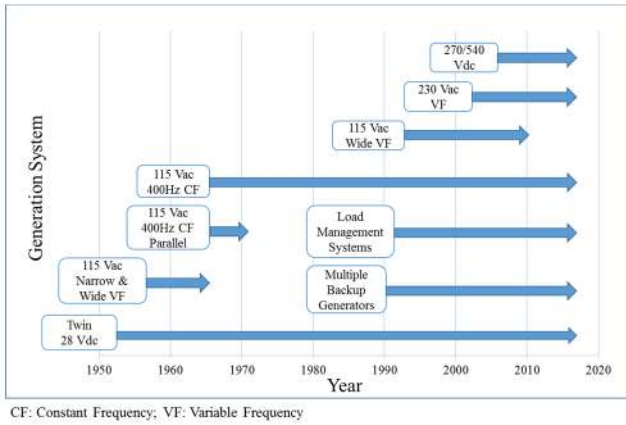 270/540
Vdc
230 Vac
VF
115 Vac
Wide VF
115 Vac
400Hz CF
115 Vac
400Hz CF
Parallel
Load
Management
Systems
115 Vac
Narrow &
Wide VF
Multiple
Backup
Generators
Twin
28 Vdc
Generation System
1950 1960 1970 1980 1990 2000 2010 2020
Year
CF: Constant Frequency; VF: Variable Frequency